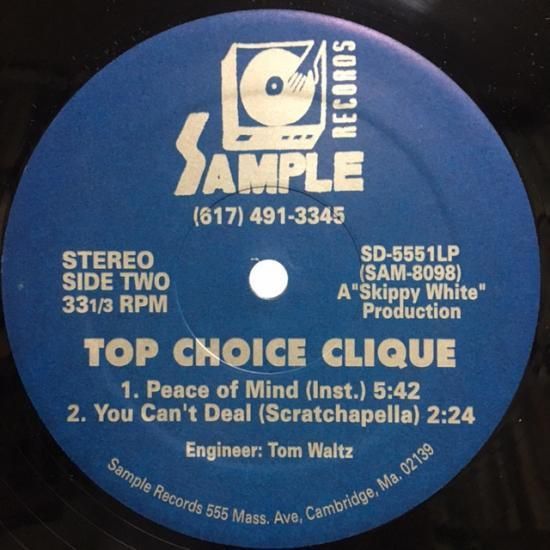 SAMPLE RECORDS
(617) 491-3345
STEREO
SIDE TWO
33 1/3 RPM
SD-5551LP
(SAM-8098)
A"Skippy White"
Production
TOP CHOICE CLIQUE
1. Peace of Mind (Inst.) 5:42
2. You Can't Deal (Scratchapella) 2:24
Engineer: Tom Waltz
Sample Records 555 Mass. Ave, Cambridge, Ma. 02139